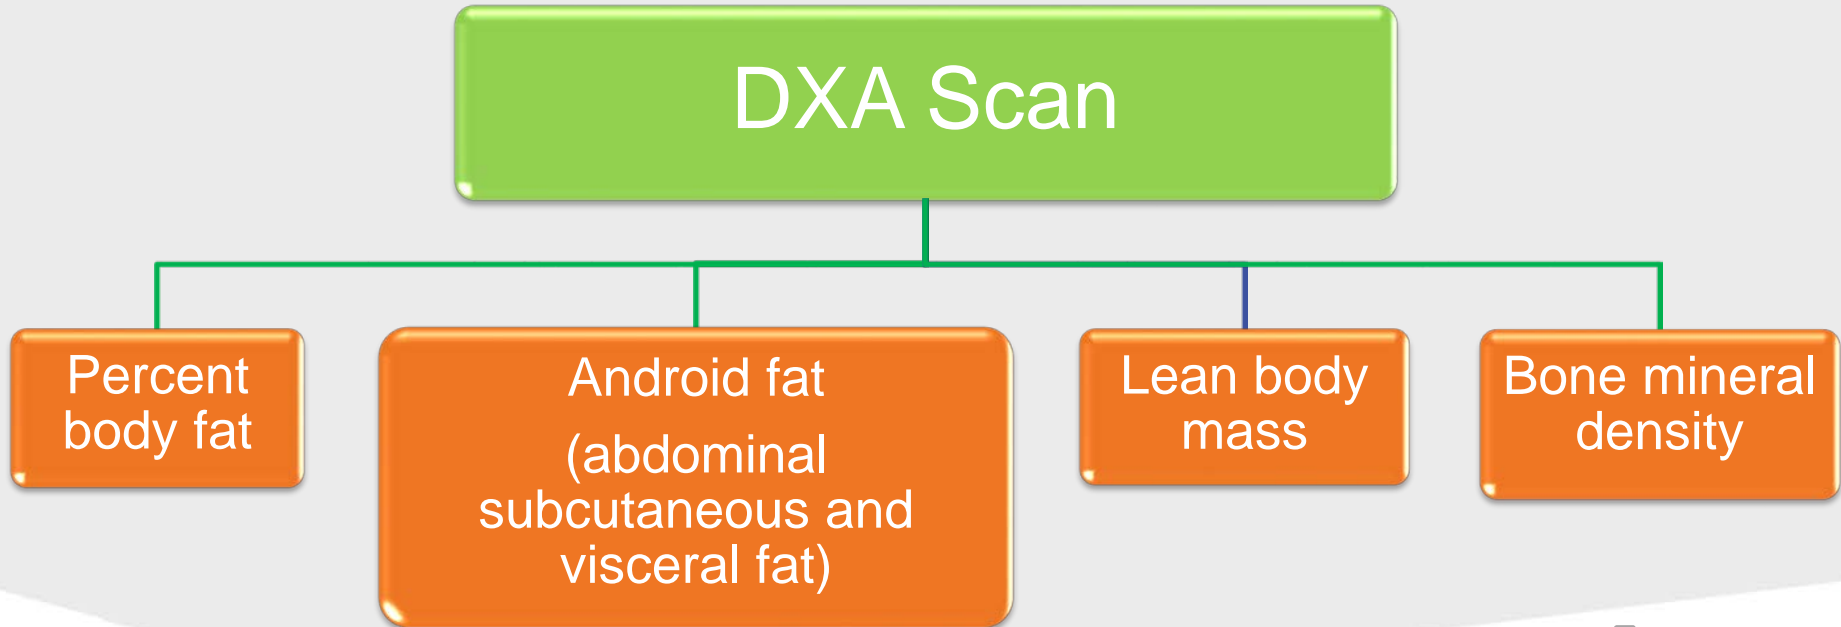 DXA Scan
Percent
body fat
Android fat
(abdominal
subcutaneous and
visceral fat)
Lean body
mass
Bone mineral
density